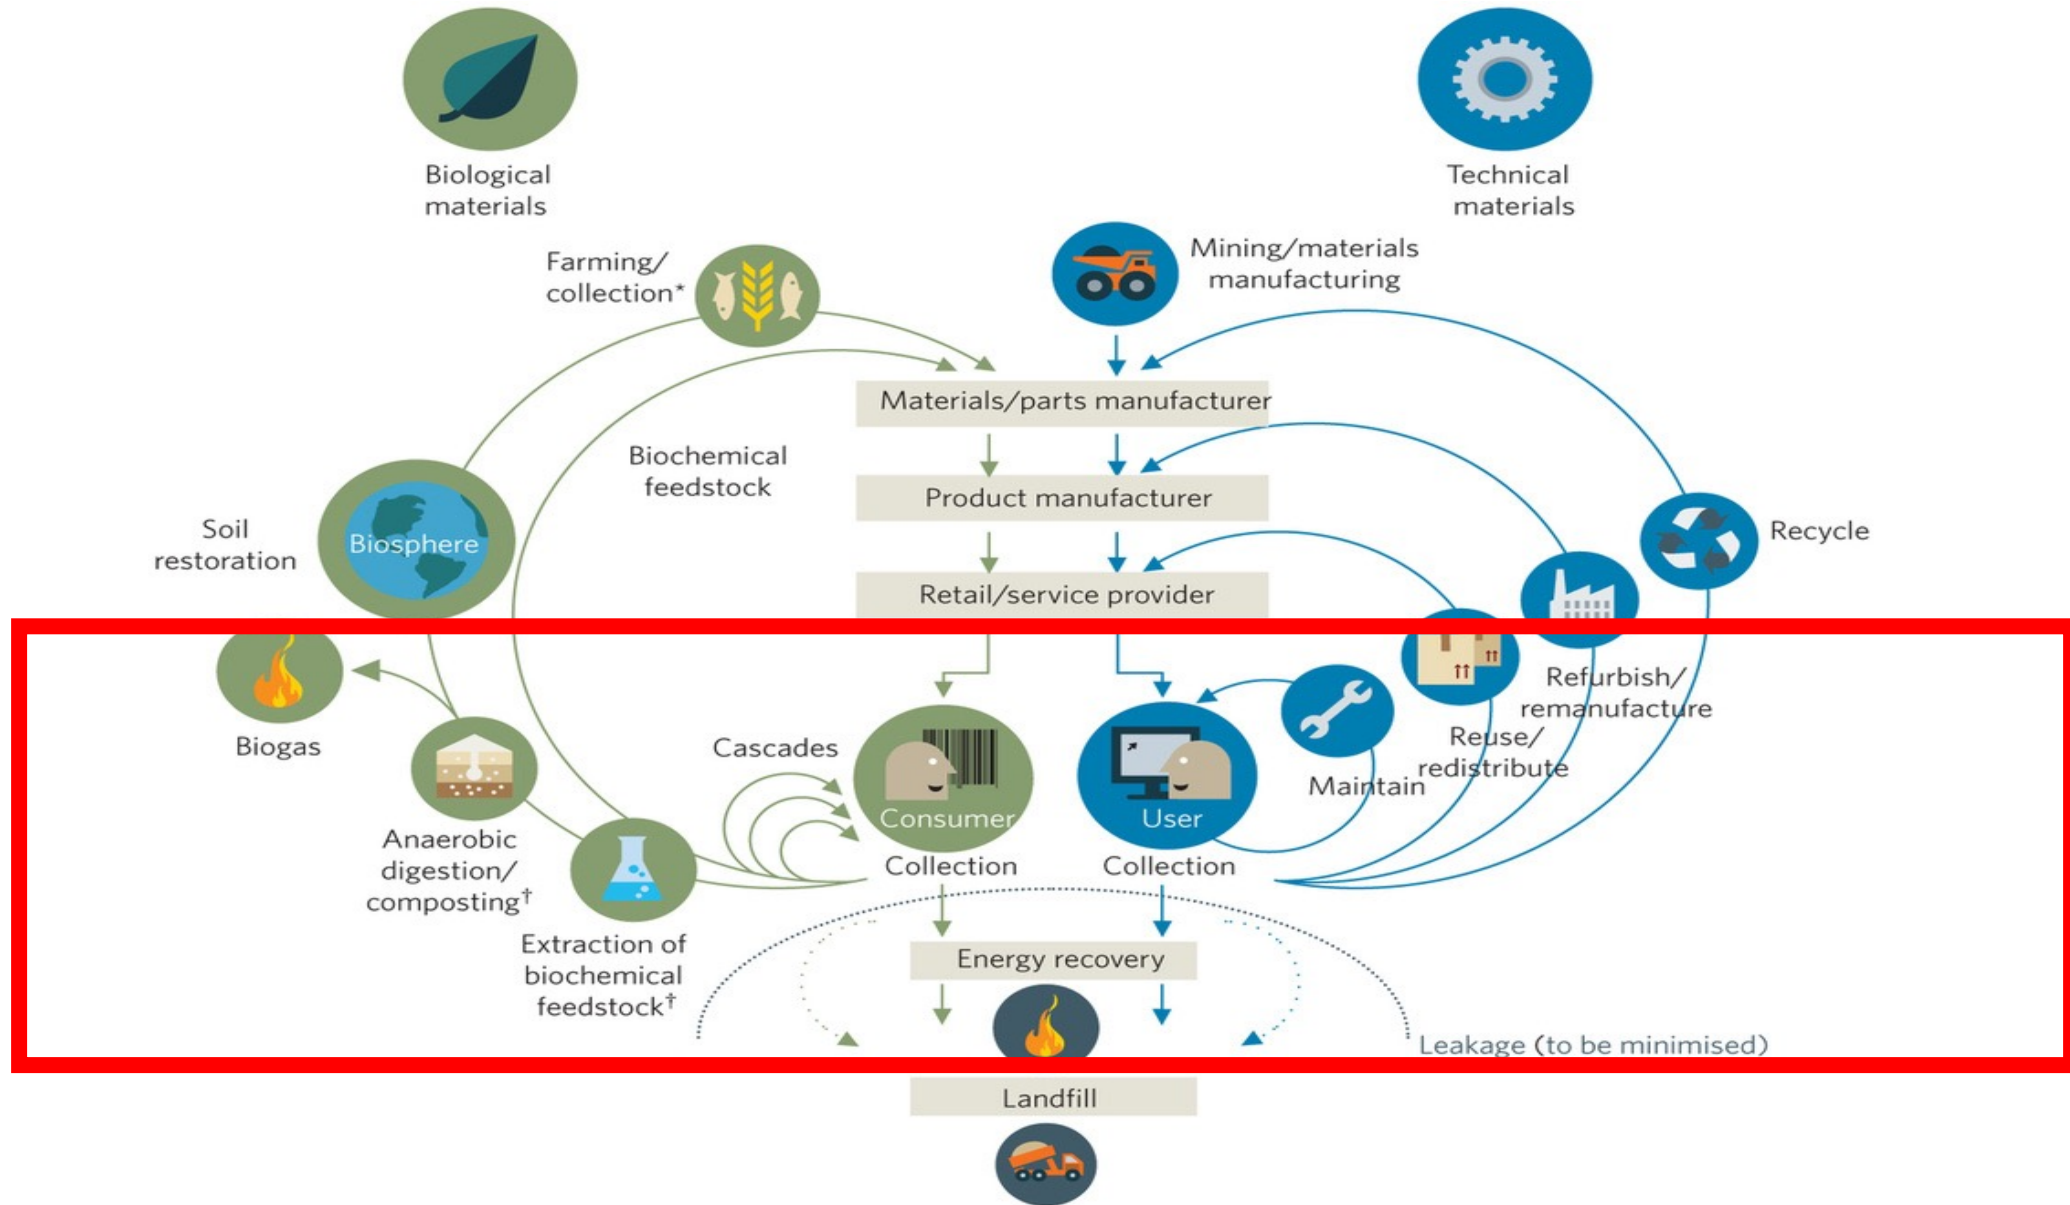 Biological
materials
Technical
materials
Farming/
collection*
Mining/materials
manufacturing
Materials/parts manufacturer
Biochemical
feedstock
Product manufacturer
Soil
restoration
Biosphere
Recycle
Retail/service provider
Refurbish/
remanufacture
Biogas
Cascades
Reuse/
redistribute
Maintain
Consumer
User
Anaerobic
digestion/
composting†
Collection
Collection
Extraction of
biochemical
feedstock†
Energy recovery
Leakage (to be minimised)
Landfill